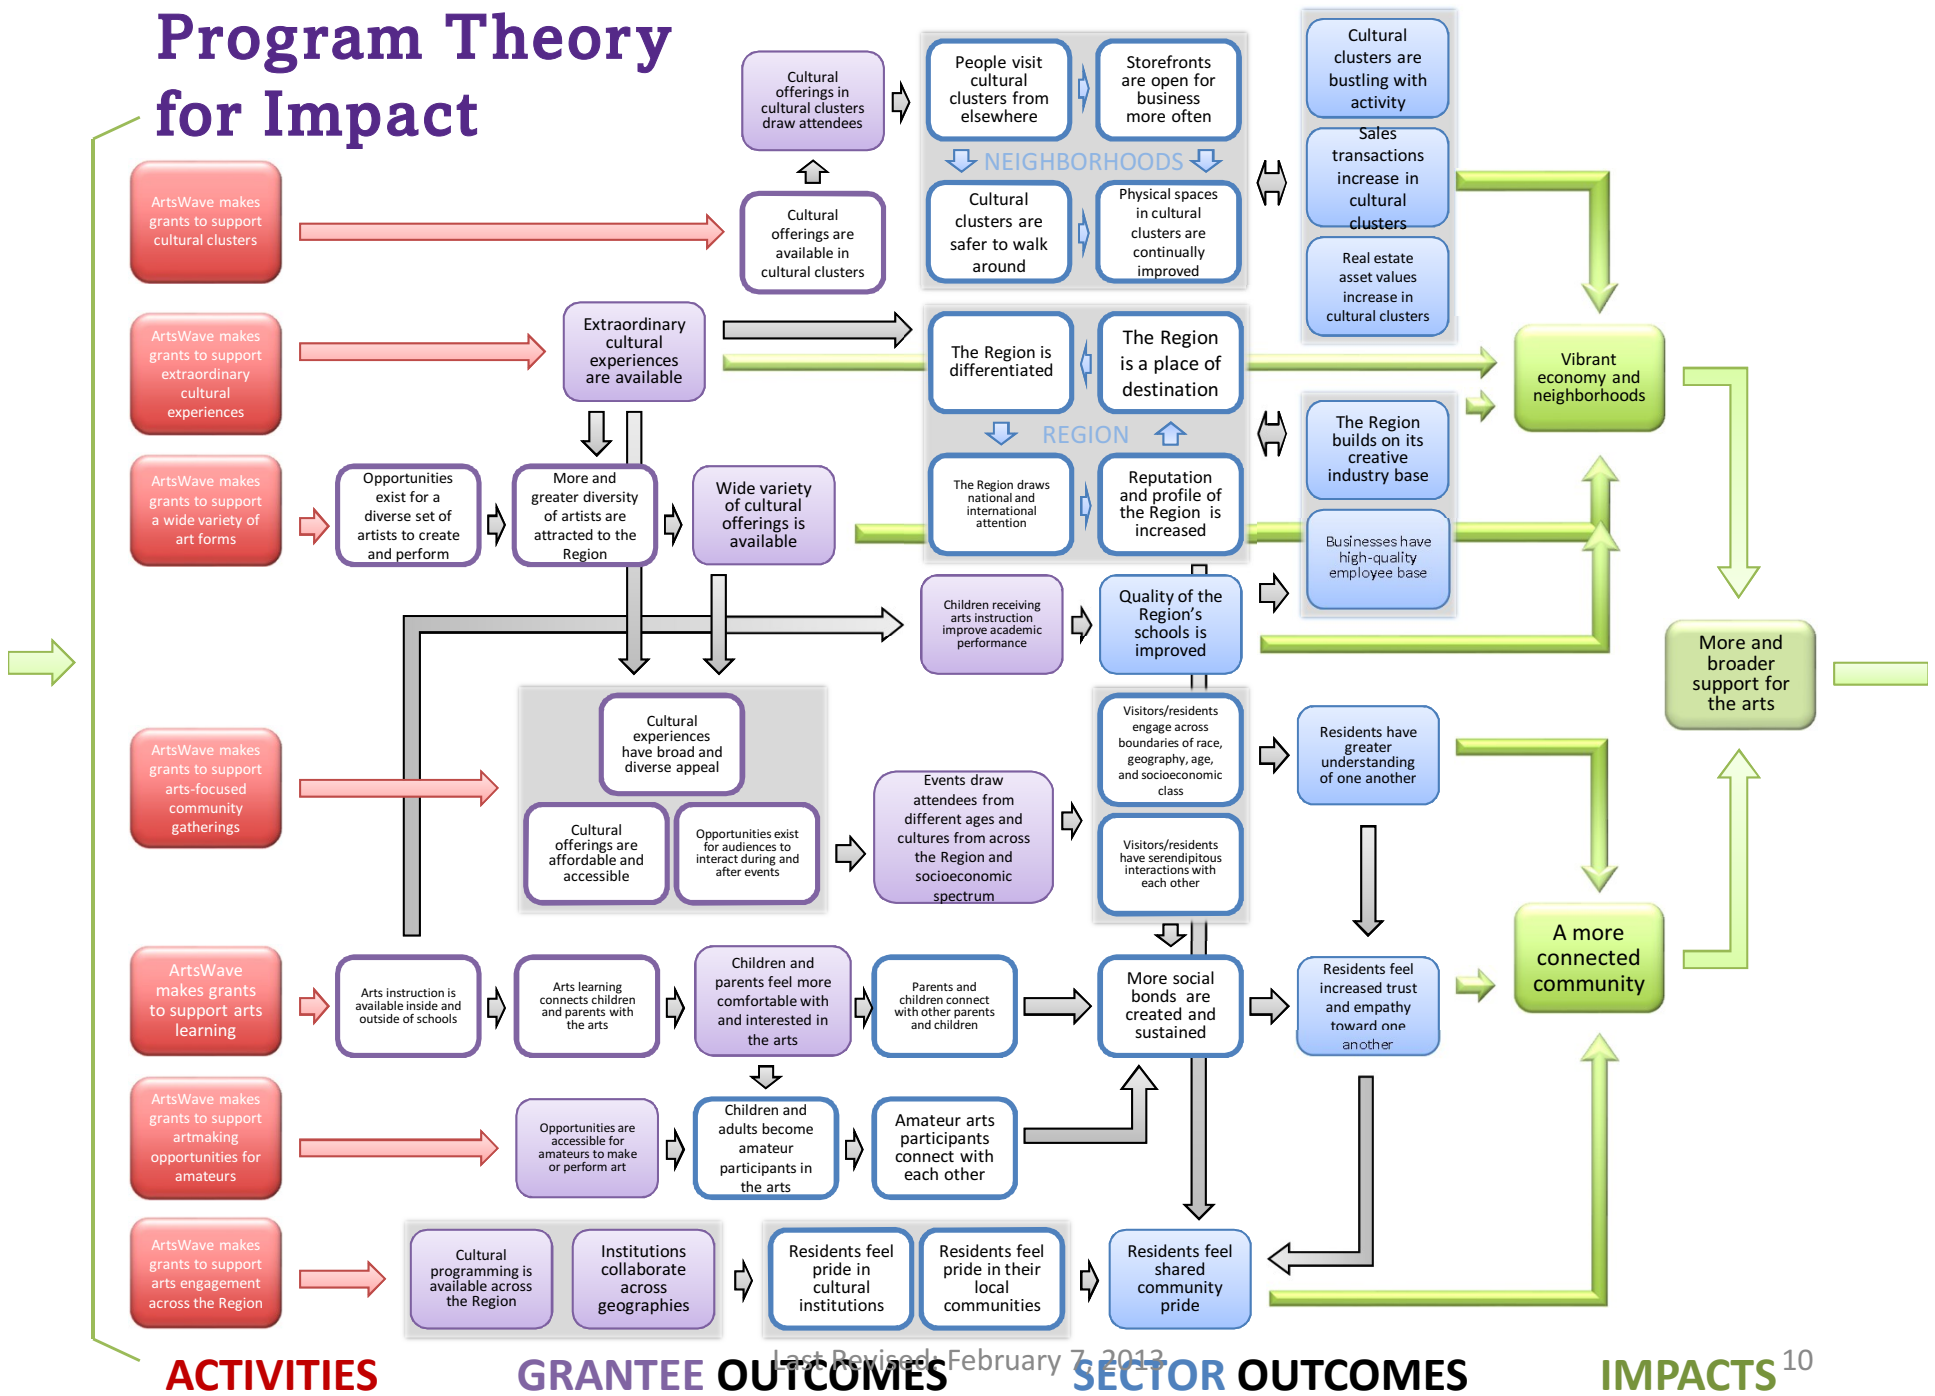 Program Theory
for Impact
ArtsWave makes
grants to support
cultural clusters
Cultural
offerings in
cultural clusters
draw attendees
Cultural
offerings are
available in
cultural clusters
People visit
cultural
clusters from
elsewhere
Storefronts
are open for
business
more often
NEIGHBORHOODS
Cultural
clusters are
safer to walk
around
Physical spaces
in cultural
clusters are
continually
improved
Cultural
clusters are
bustling with
activity
Sales
transactions
increase in
cultural
clusters
Real estate
asset values
increase in
cultural clusters
ArtsWave makes
grants to support
extraordinary
cultural
experiences
Extraordinary
cultural
experiences
are available
The Region is
differentiated
The Region
is a place of
destination
REGION
The Region draws
national and
international
attention
Reputation
and profile of
the Region is
increased
The Region
builds on its
creative
industry base
Businesses have
high-quality
employee base
Vibrant
economy and
neighborhoods
ArtsWave makes
grants to support
a wide variety of
art forms
Opportunities
exist for a
diverse set of
artists to create
and perform
More and
greater diversity
of artists are
attracted to the
Region
Wide variety
of cultural
offerings is
available
Children receiving
arts instruction
improve academic
performance
Quality of the
Region's
schools is
improved
More and
broader
support for
the arts
ArtsWave makes
grants to support
arts-focused
community
gatherings
Cultural
experiences
have broad and
diverse appeal
Cultural
offerings are
affordable and
accessible
Opportunities exist
for audiences to
interact during and
after events
Events draw
attendees from
different ages and
cultures from across
the Region and
socioeconomic
spectrum
Visitors/residents
engage across
boundaries of race,
geography, age,
and socioeconomic
class
Visitors/residents
have serendipitous
interactions with
each other
Residents have
greater
understanding
of one another
A more
connected
community
ArtsWave
makes grants
to support arts
learning
Arts instruction is
available inside and
outside of schools
Arts learning
connects children
and parents with
the arts
Children and
parents feel more
comfortable with
and interested in
the arts
Parents and
children connect
with other parents
and children
More social
bonds are
created and
sustained
Residents feel
increased trust
and empathy
toward one
another
ArtsWave makes
grants to support
artmaking
opportunities for
amateurs
Opportunities are
accessible for
amateurs to make
or perform art
Children and
adults become
amateur
participants in
the arts
Amateur arts
participants
connect with
each other
ArtsWave makes
grants to support
arts engagement
across the Region
Cultural
programming is
available across
the Region
Institutions
collaborate
across
geographies
Residents feel
pride in
cultural
institutions
Residents feel
pride in their
local
communities
Residents feel
shared
community
pride
ACTIVITIES
GRANTEE OUTCOMES
Last Revised: February 7, 2013
SECTOR OUTCOMES
IMPACTS
10